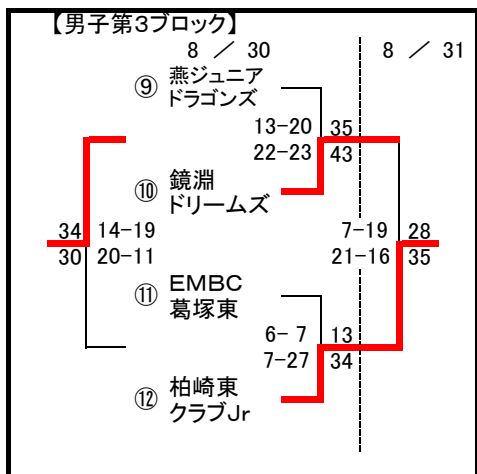 【男子第3ブロック】
8 / 30
8 / 31
⑨ 燕ジュニア
ドラゴンズ
13-20 35
22-23 43
⑩ 鏡淵
ドリームズ
34 14-19
30 20-11
7-19 28
21-16 35
⑪ EMBC
葛塚東
6- 7 13
7-27 34
⑫ 柏崎東
クラブJr